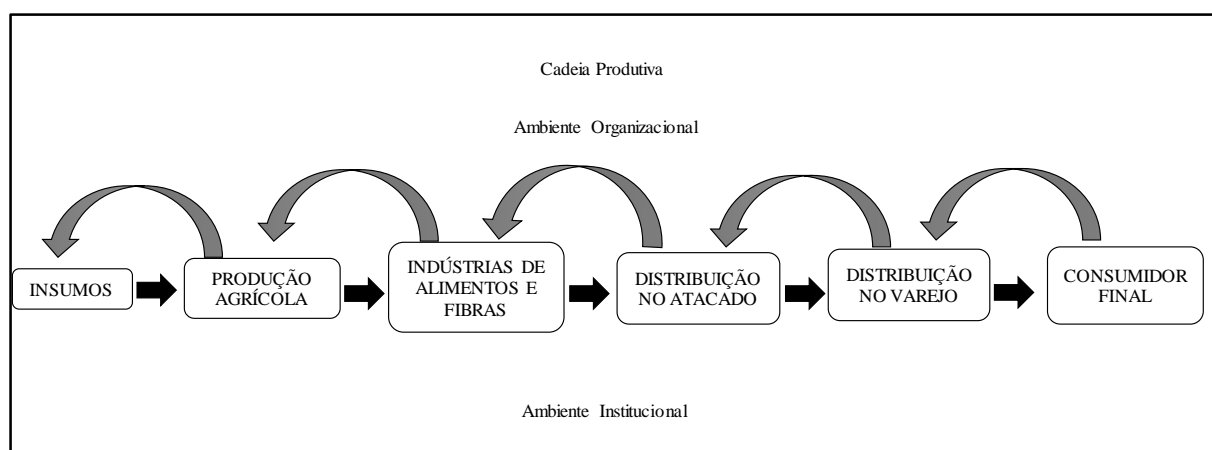 Cadeia Produtiva
Ambiente Organizacional
INSUMOS
PRODUÇÃO
AGRÍCOLA
INDÚSTRIAS DE
ALIMENTOS E
FIBRAS
DISTRIBUIÇÃO
NO ATACADO
DISTRIBUIÇÃO
NO VAREJO
CONSUMIDOR
FINAL
Ambiente Institucional